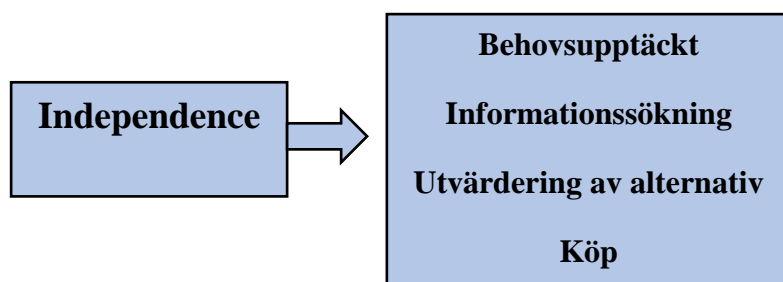 Independence
Behovsupptäckt
Informationssökning
Utvärdering av alternativ
Köp